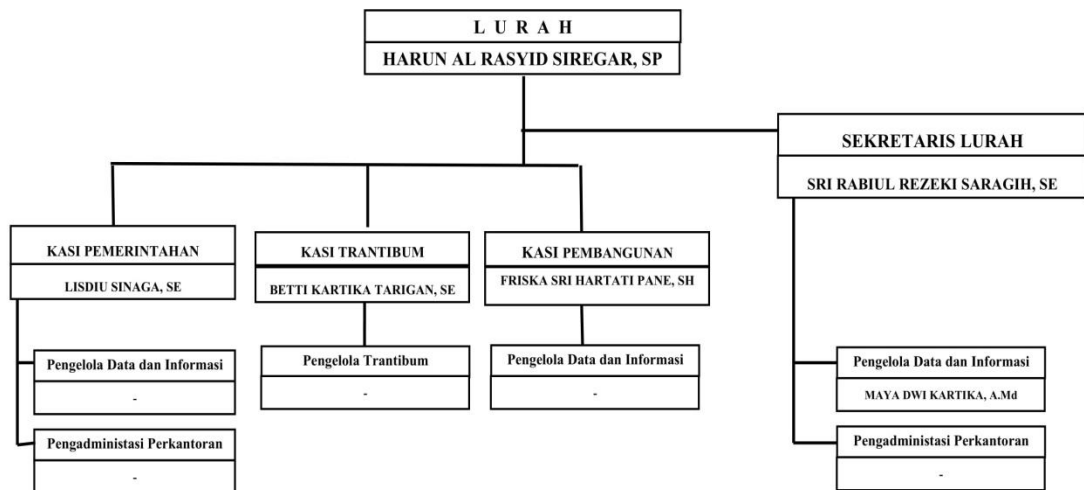 L U R A H
HARUN AL RASYID SIREGAR, SP
SEKRETARIS LURAH
SRI RABIUL REZEKI SARAGIH, SE
KASI PEMERINTAHAN
LISDIU SINAGA, SE
KASI TRANTIBUM
BETTI KARTIKA TARIGAN, SE
KASI PEMBANGUNAN
FRISKA SRI HARTATI PANE, SH
Pengelola Data dan Informasi
-
Pengadministasi Perkantoran
-
Pengelola Trantibum
-
Pengelola Data dan Informasi
-
Pengelola Data dan Informasi
MAYA DWI KARTIKA, A.Md
Pengadministasi Perkantoran
-